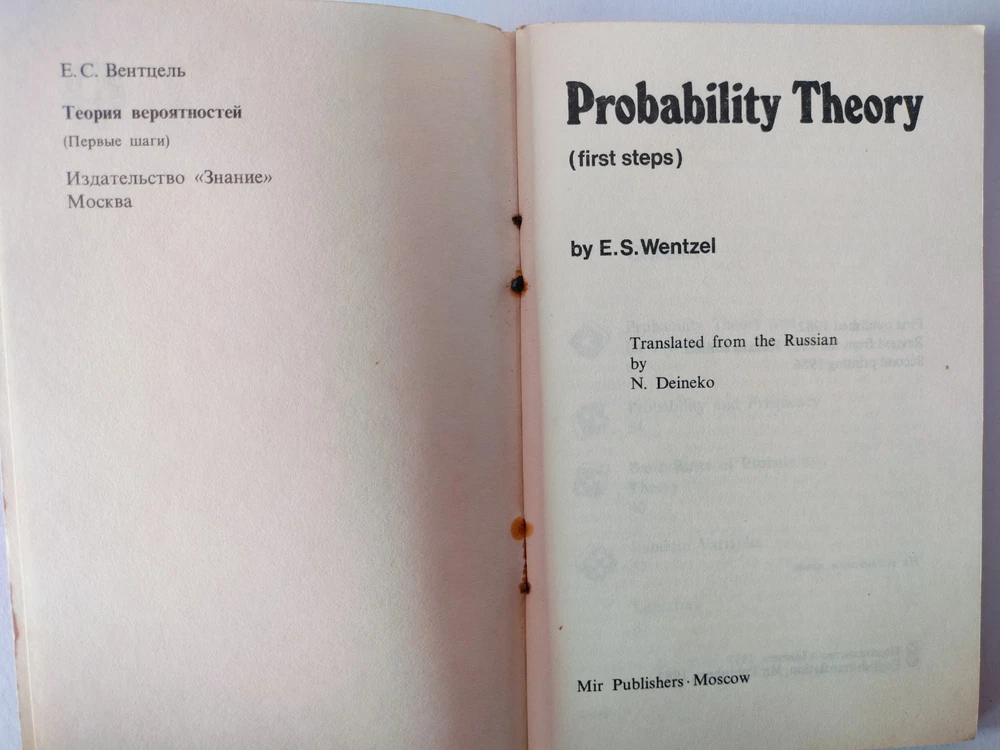 Е. С. Вентцель
Теория вероятностей
(Первые шаги)
Издательство «Знание»
Москва
Probability Theory
(first steps)
by E.S.Wentzel
Translated from the Russian
by
N. Deineko
Mir Publishers · Moscow